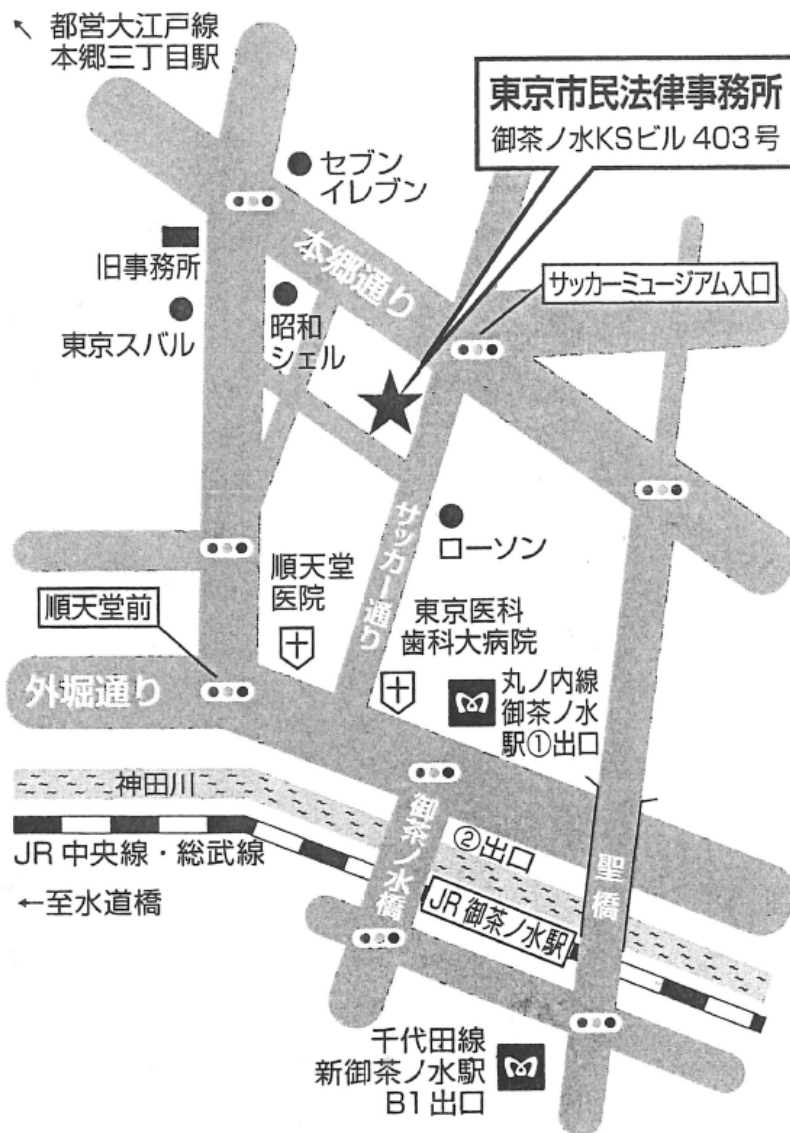 都営大江戸線
本郷三丁目駅
東京市民法律事務所
御茶ノ水KSビル 403号
セブン
イレブン
本郷通り
旧事務所
サッカーミュージアム入口
昭和
シェル
東京スバル
サッカー通り
ローソン
順天堂
医院
順天堂前
東京医科
歯科大病院
外堀通り
丸ノ内線
御茶ノ水
駅①出口
神田川
御茶ノ水橋
②出口
聖橋
JR 中央線・総武線
←至水道橋
JR 御茶ノ水駅
千代田線
新御茶ノ水駅
B1 出口